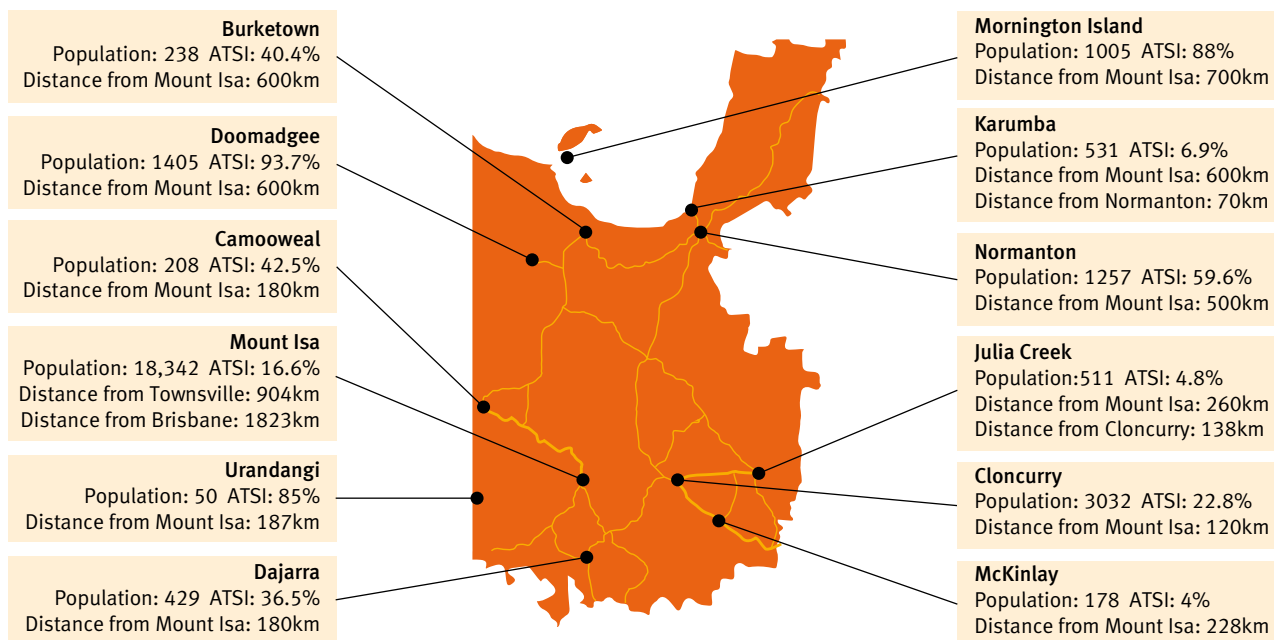 Burketown
Population: 238 ATSI: 40.4%
Distance from Mount Isa: 600km
Doomadgee
Population: 1405 ATSI: 93.7%
Distance from Mount Isa: 600km
Camooweal
Population: 208 ATSI: 42.5%
Distance from Mount Isa: 180km
Mount Isa
Population: 18,342 ATSI: 16.6%
Distance from Townsville: 904km
Distance from Brisbane: 1823km
Urandangi
Population: 50 ATSI: 85%
Distance from Mount Isa: 187km
Dajarra
Population: 429 ATSI: 36.5%
Distance from Mount Isa: 180km
Mornington Island
Population: 1005 ATSI: 88%
Distance from Mount Isa: 700km
Karumba
Population: 531 ATSI: 6.9%
Distance from Mount Isa: 600km
Distance from Normanton: 70km
Normanton
Population: 1257 ATSI: 59.6%
Distance from Mount Isa: 500km
Julia Creek
Population:511 ATSI: 4.8%
Distance from Mount Isa: 260km
Distance from Cloncurry: 138km
Cloncurry
Population: 3032 ATSI: 22.8%
Distance from Mount Isa: 120km
McKinlay
Population: 178 ATSI: 4%
Distance from Mount Isa: 228km